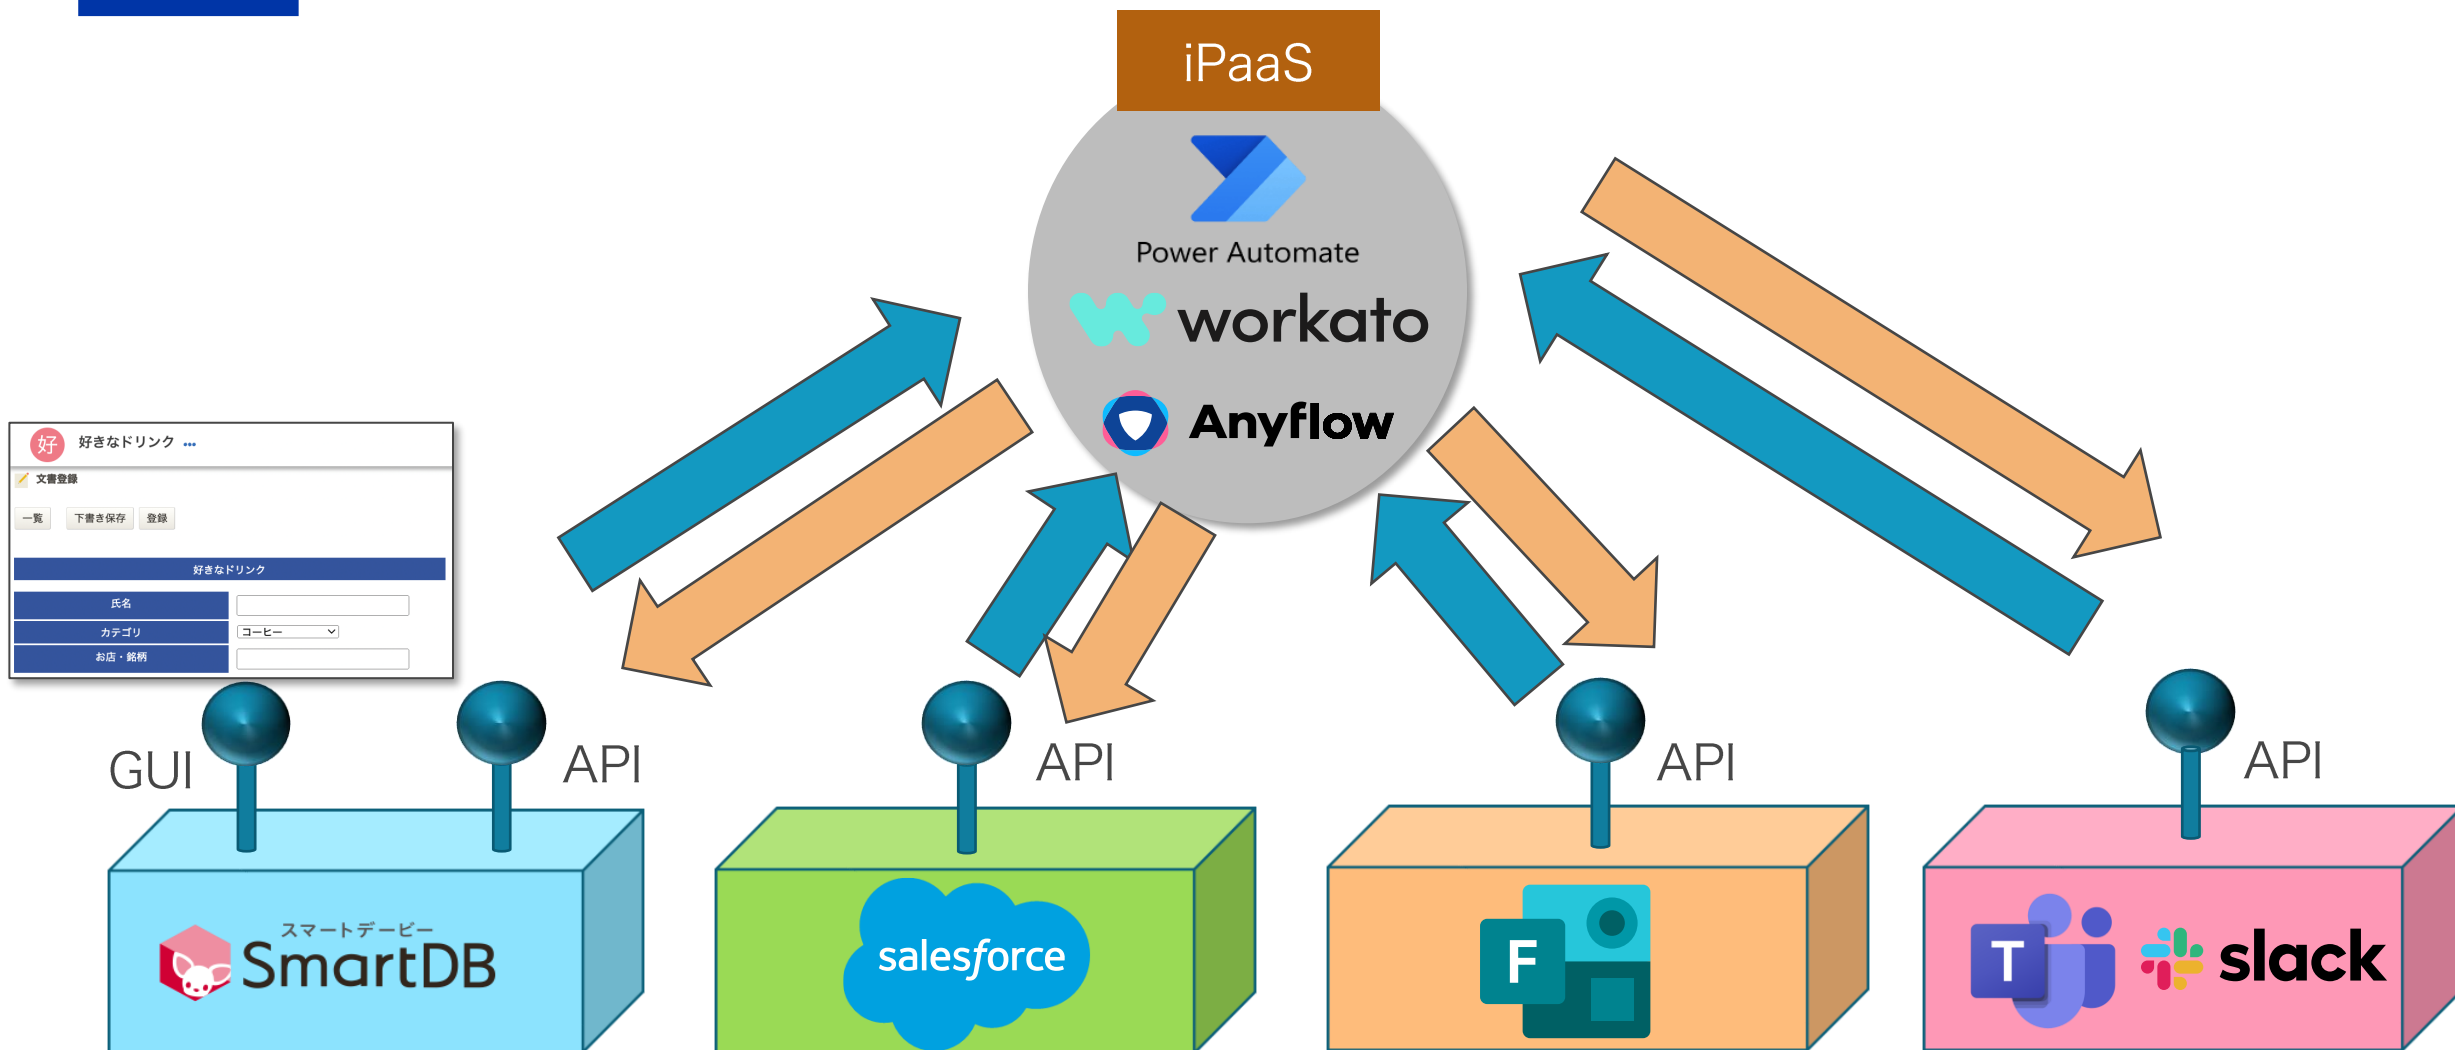 iPaaS
Power Automate
workato
Anyflow
好 好きなドリンク •••
文書登録
一覧 下書き保存 登録
好きなドリンク
氏名
カテゴリ コーヒー
お店・銘柄
GUI
API
API
API
API
スマートデービー
SmartDB
salesforce
F
T
slack